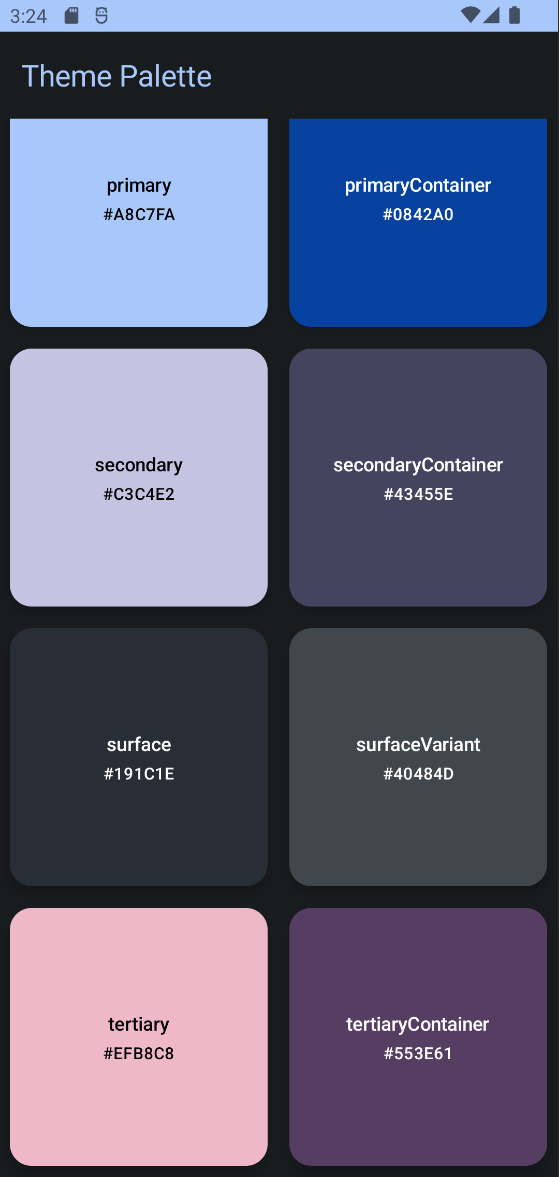 3:24
Theme Palette
primary
#A8C7FA
primaryContainer
#0842A0
secondary
#C3C4E2
secondaryContainer
#43455E
surface
#191C1E
surfaceVariant
#40484D
tertiary
#EFB8C8
tertiaryContainer
#553E61